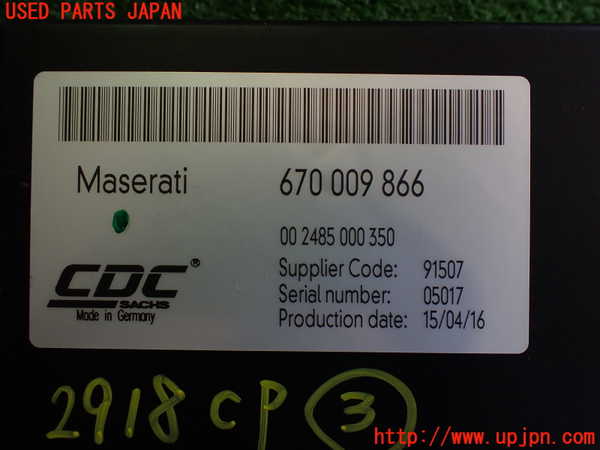 USED PARTS JAPAN
Maserati 670 009 866
00 2485 000 350
Supplier Code: 91507
Serial number: 05017
Production date: 15/04/16
CDC®
SACHS
Made in Germany
2918 CP 3
https://www.upjpn.com/